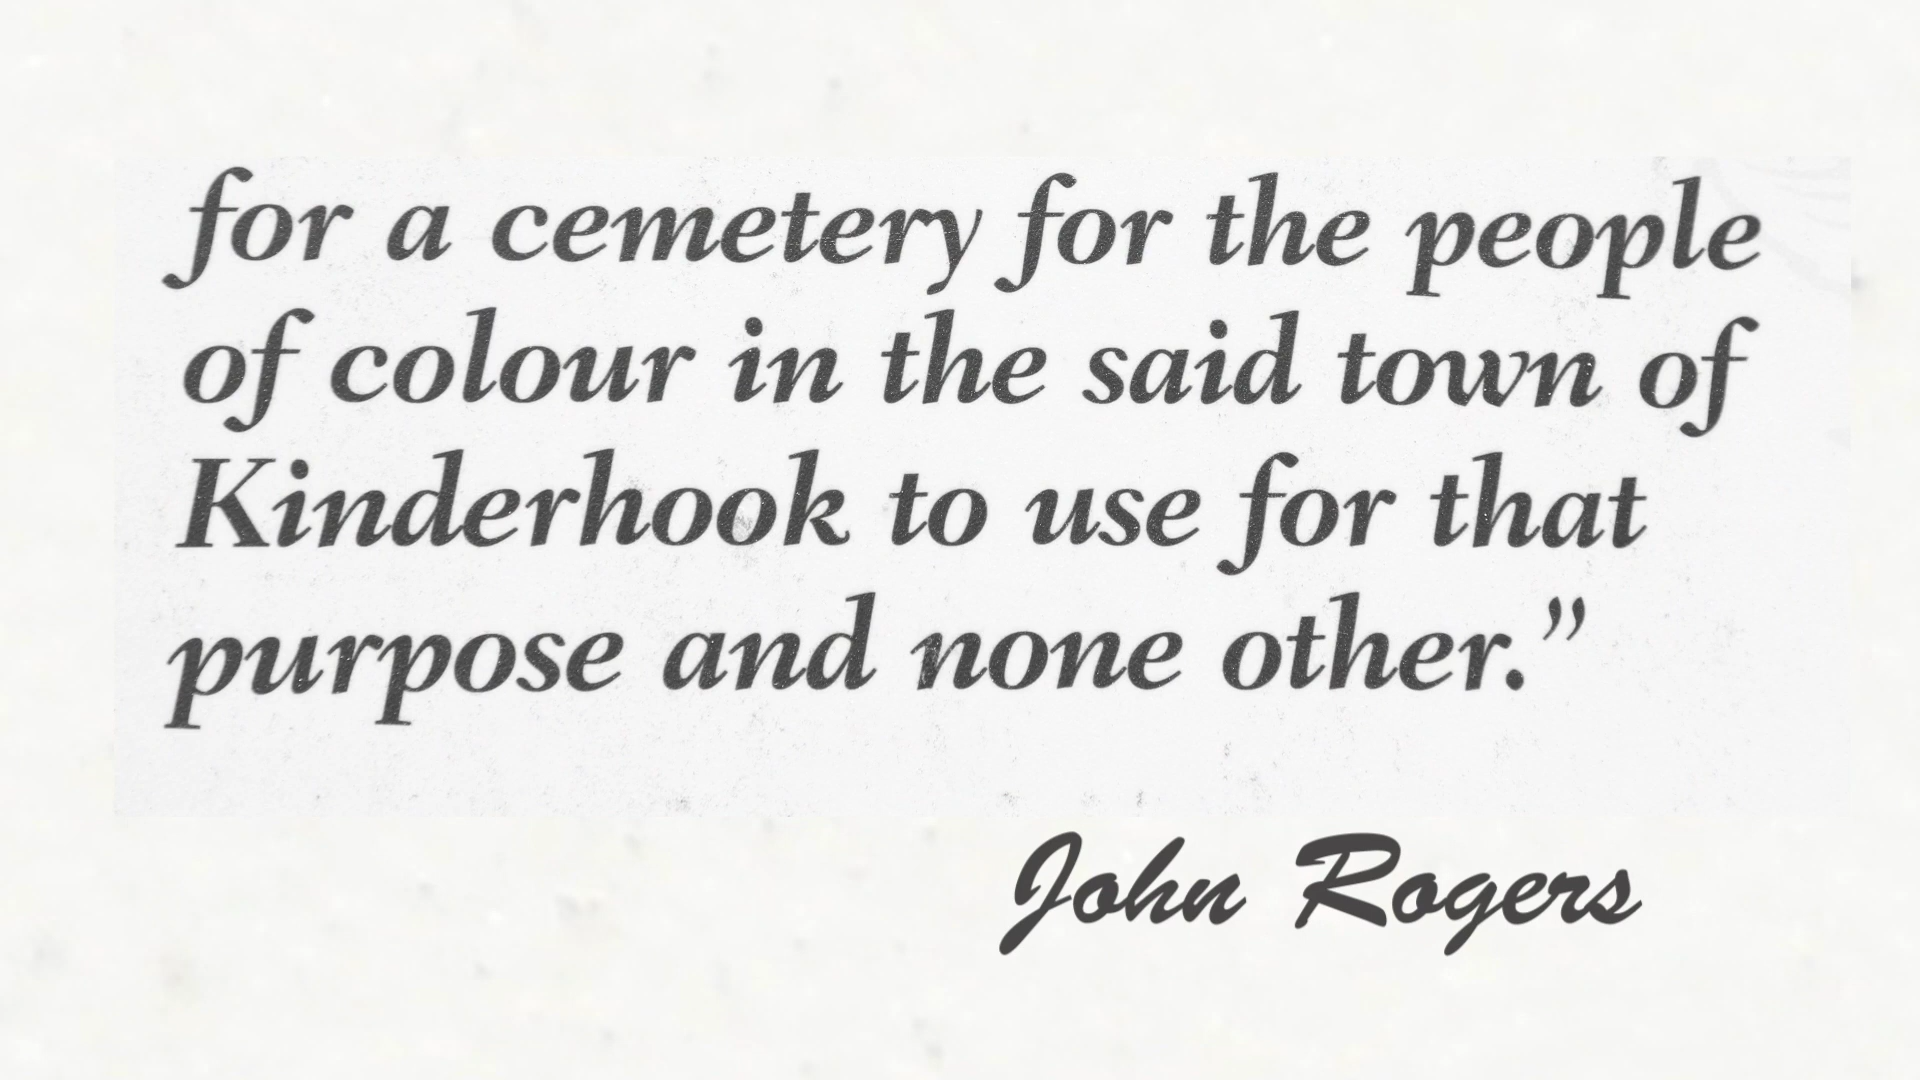 for a cemetery for the people
of colour in the said town of
Kinderhook to use for that
purpose and none other.”
John Rogers